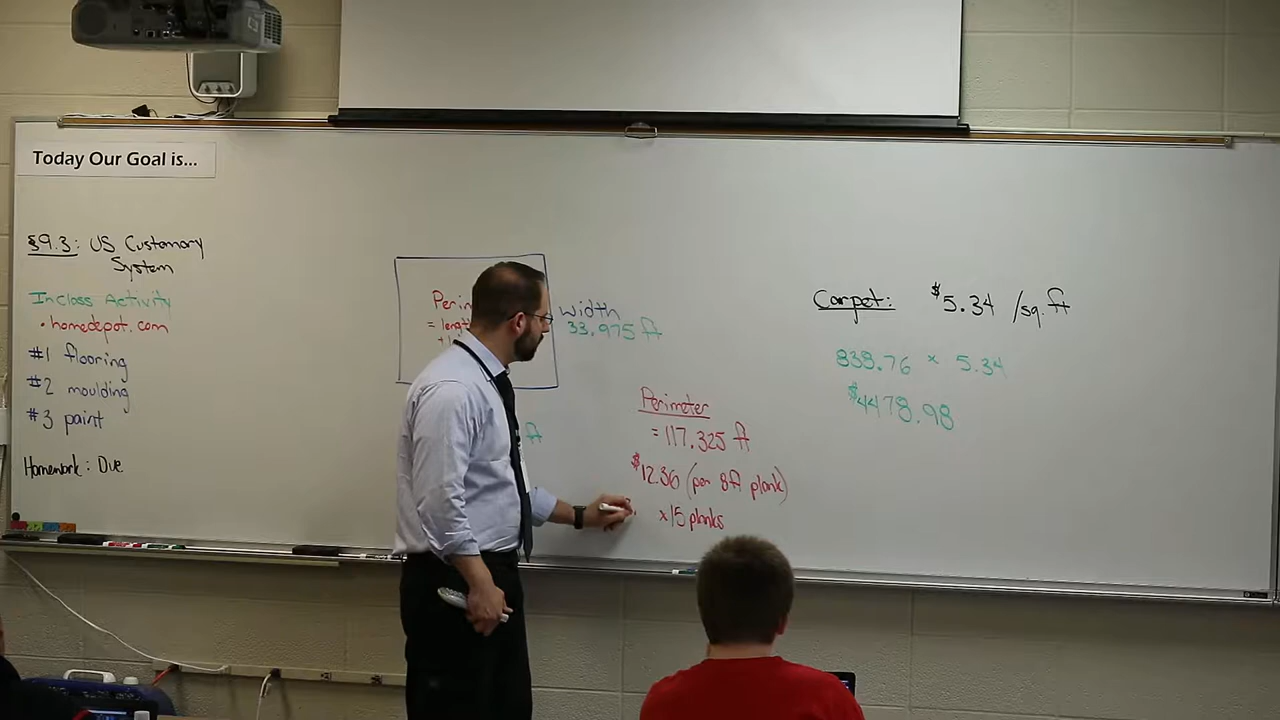 Today Our Goal is...
§9.3: US Customary
System
InClass Activity
• homedepot.com
#1 flooring
#2 moulding
#3 paint
Homework: Due
width
33.975 ft
ft
Perimeter
= 117.325 ft
$12.36 (per 8ft plank)
x15 planks
Carpet: $5.34 /sq. ft
838.76 x 5.34
$4478.98